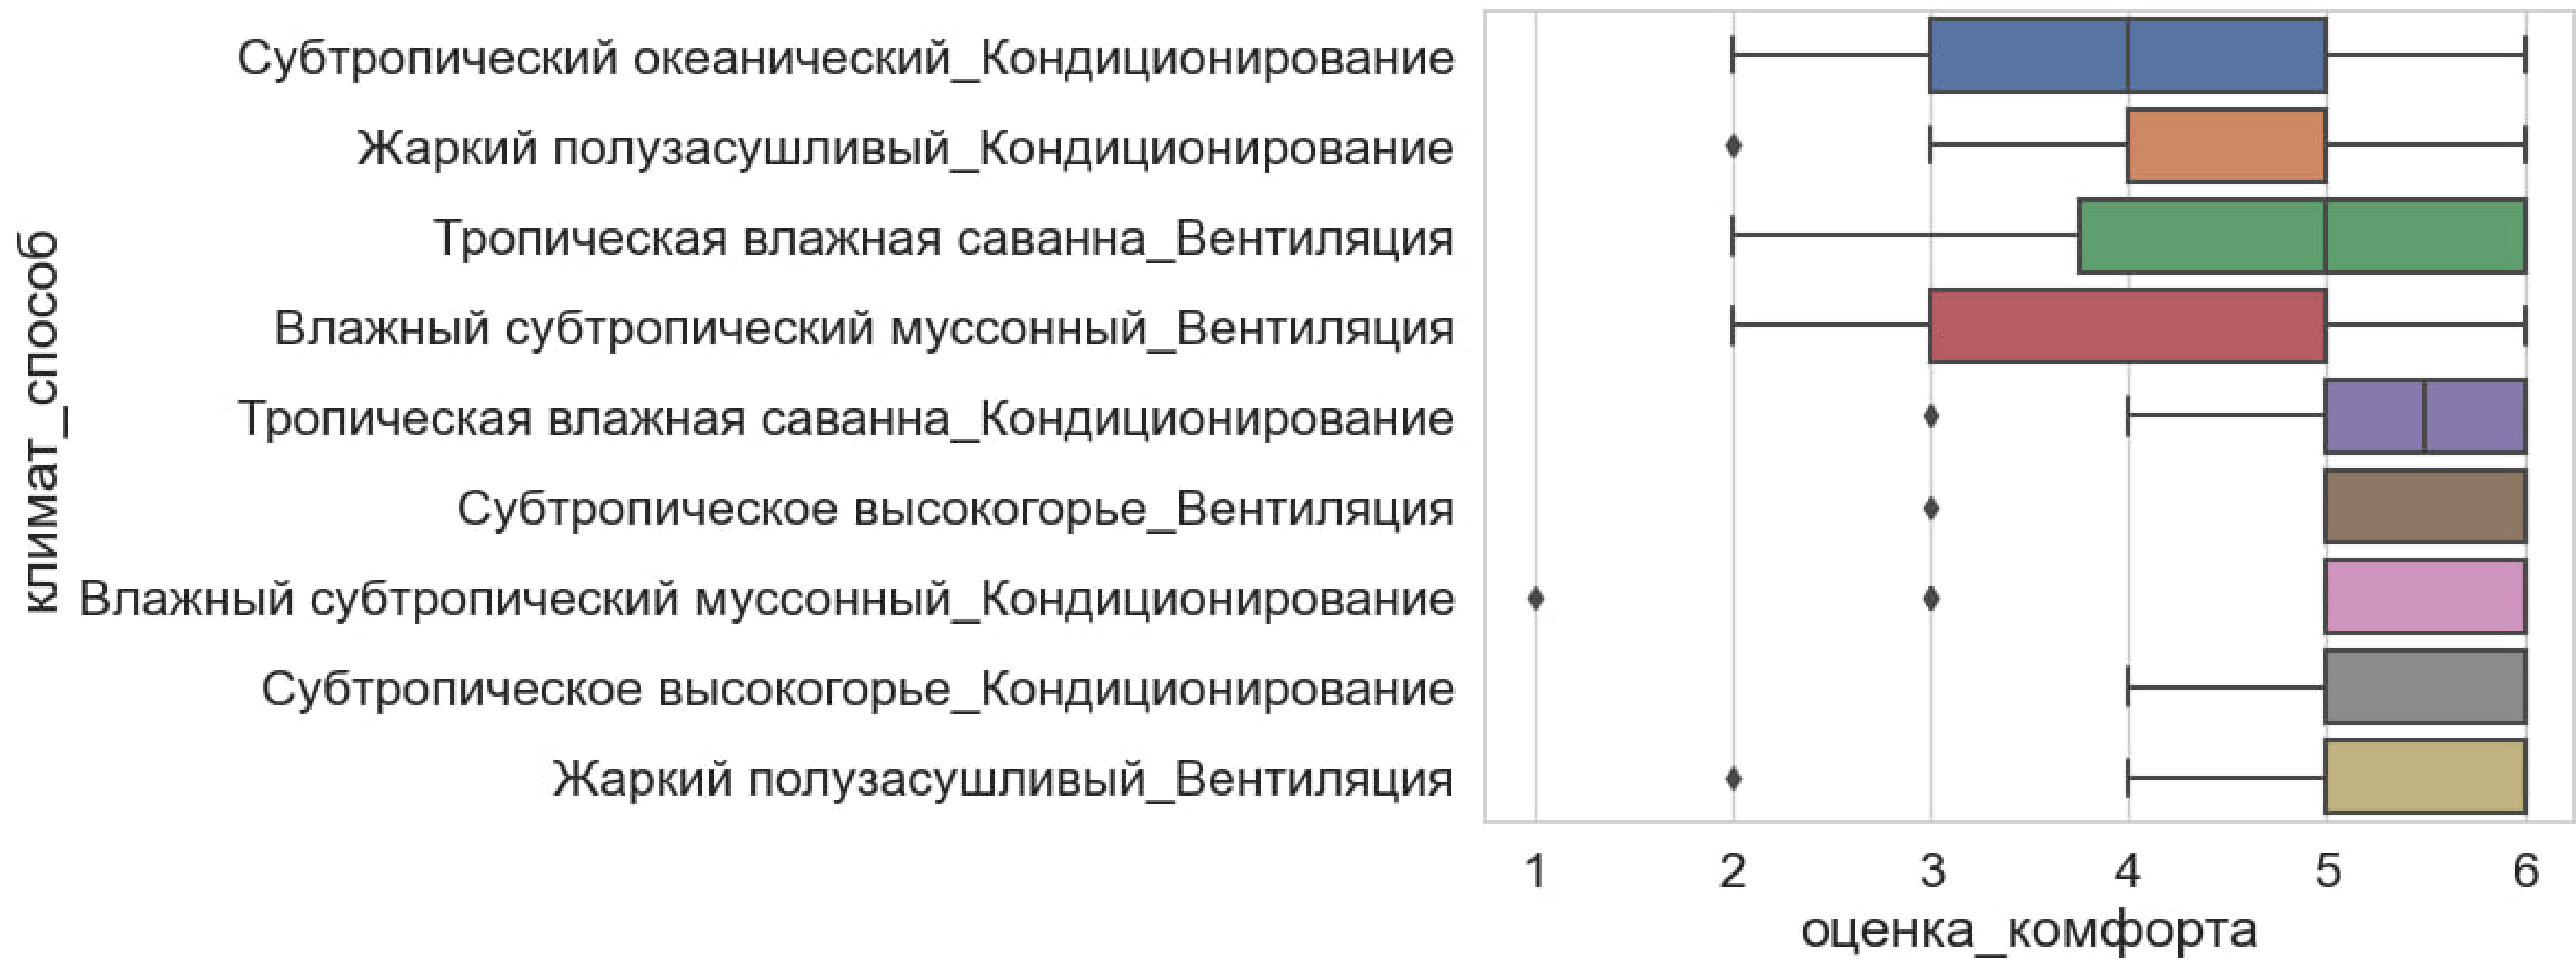 климат_способ
Субтропический океанический_Кондиционирование
Жаркий полузасушливый_Кондиционирование
Тропическая влажная саванна_Вентиляция
Влажный субтропический муссонный_Вентиляция
Тропическая влажная саванна_Кондиционирование
Субтропическое высокогорье_Вентиляция
Влажный субтропический муссонный_Кондиционирование
Субтропическое высокогорье_Кондиционирование
Жаркий полузасушливый_Вентиляция
1 2 3 4 5 6
оценка_комфорта